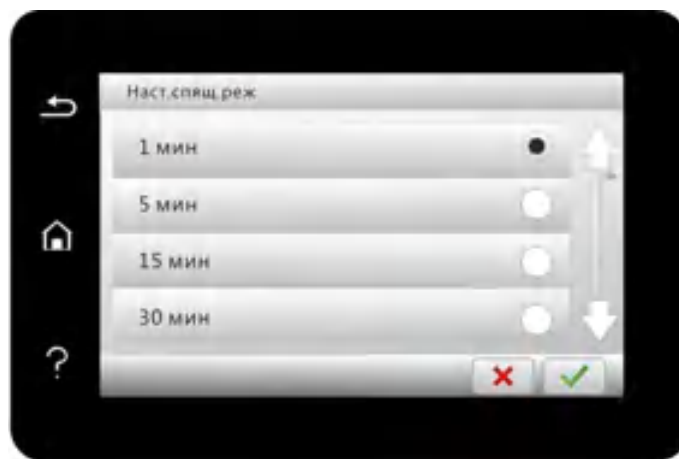 Наст.спящ.реж
1 мин
5 мин
15 мин
30 мин
?